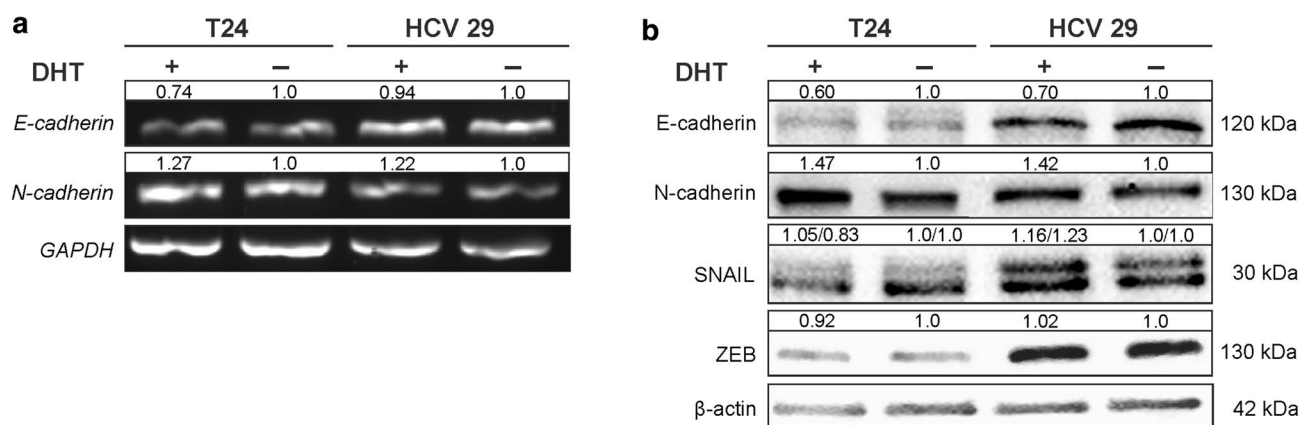 a
T24 HCV 29
DHT + − + −
0.74 1.0 0.94 1.0
E-cadherin
1.27 1.0 1.22 1.0
N-cadherin
GAPDH
b
T24 HCV 29
DHT + − + −
0.60 1.0 0.70 1.0
E-cadherin 120 kDa
1.47 1.0 1.42 1.0
N-cadherin 130 kDa
1.05/0.83 1.0/1.0 1.16/1.23 1.0/1.0
SNAIL 30 kDa
0.92 1.0 1.02 1.0
ZEB 130 kDa
β-actin 42 kDa